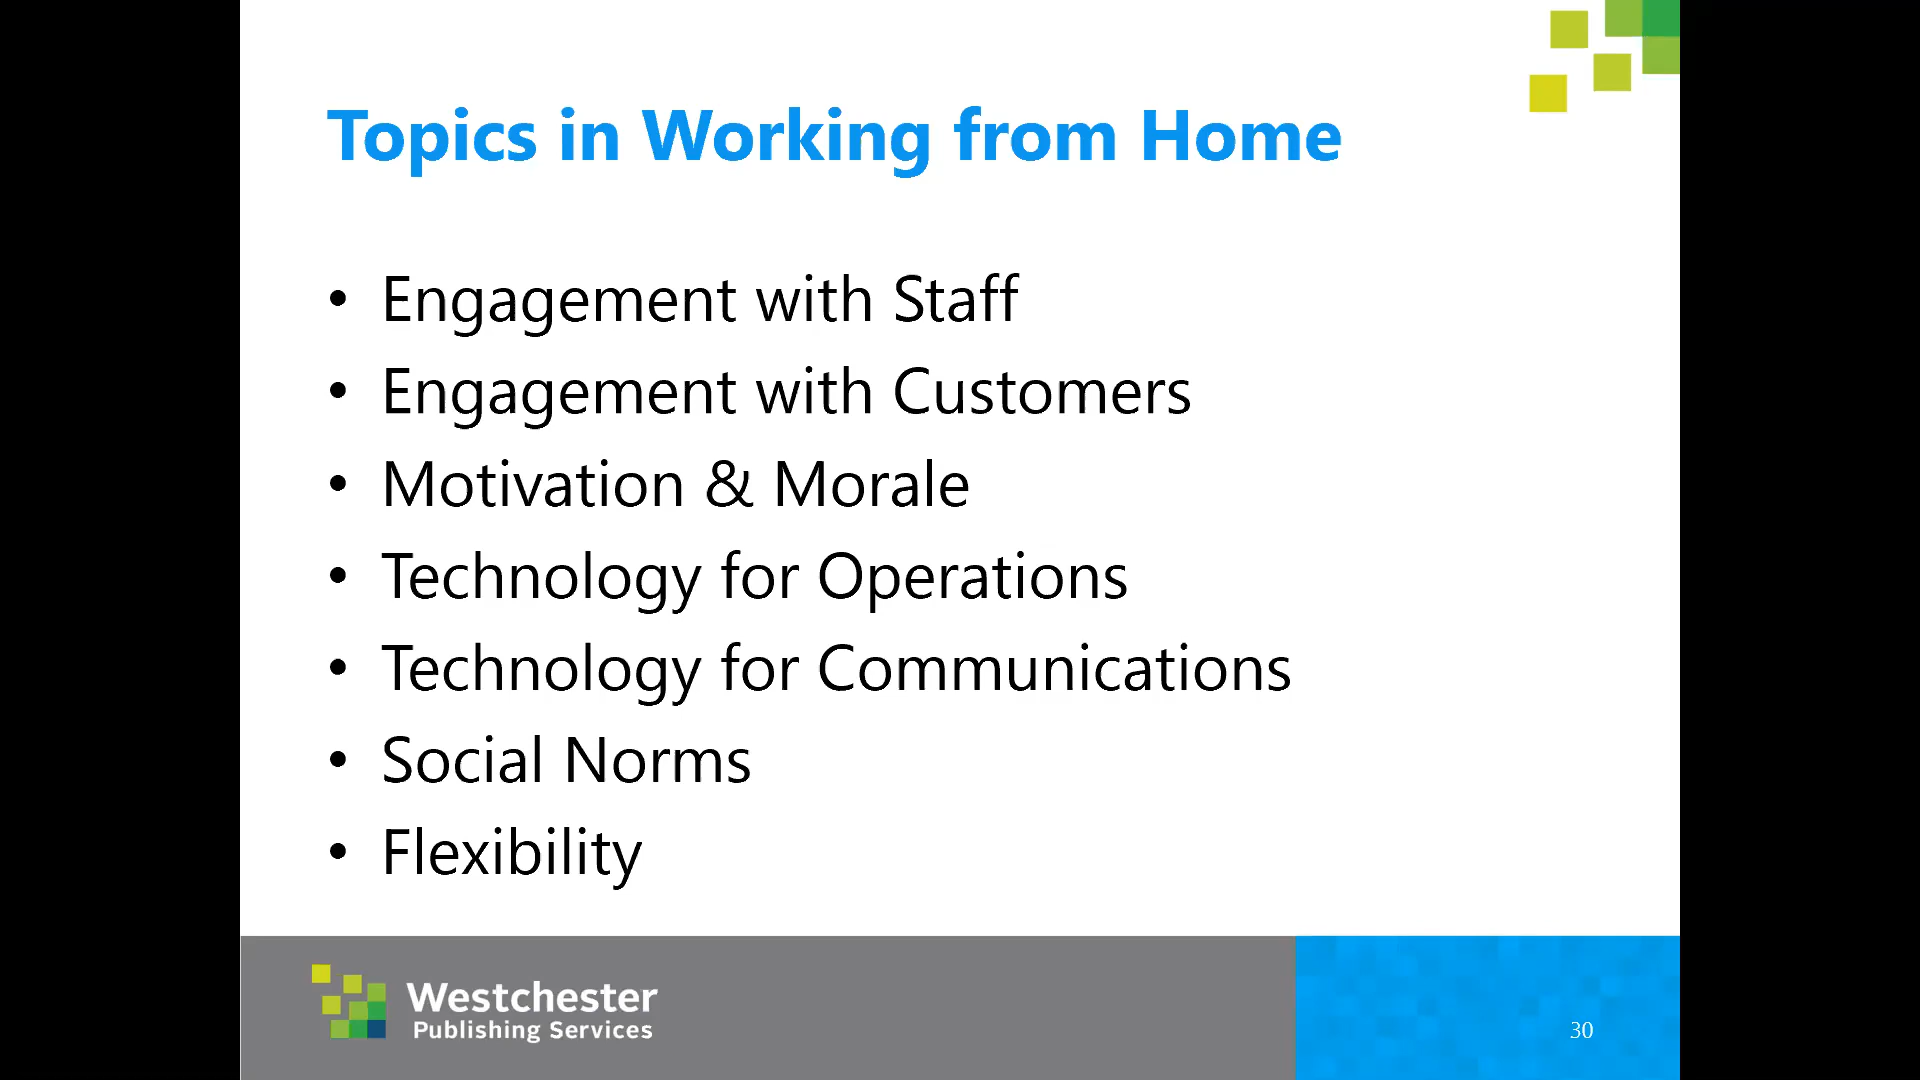 Topics in Working from Home
• Engagement with Staff
• Engagement with Customers
• Motivation & Morale
• Technology for Operations
• Technology for Communications
• Social Norms
• Flexibility
Westchester
Publishing Services
30